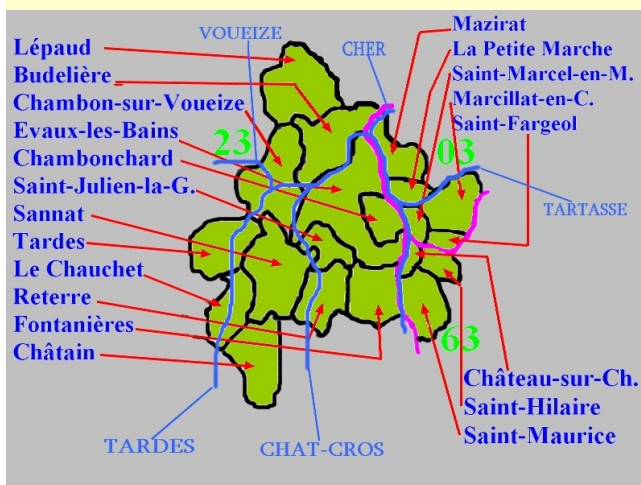 Lépaud
Budelière
Chambon-sur-Voueize
Evaux-les-Bains
Chambonchard
Saint-Julien-la-G.
Sannat
Tardes
Le Chauchet
Reterre
Fontanières
Châtain
VOUEIZE
CHER
23
03
63
TARDES
CHAT-CROS
Mazirat
La Petite Marche
Saint-Marcel-en-M.
Marcillat-en-C.
Saint-Fargeol
TARTASSE
Château-sur-Ch.
Saint-Hilaire
Saint-Maurice